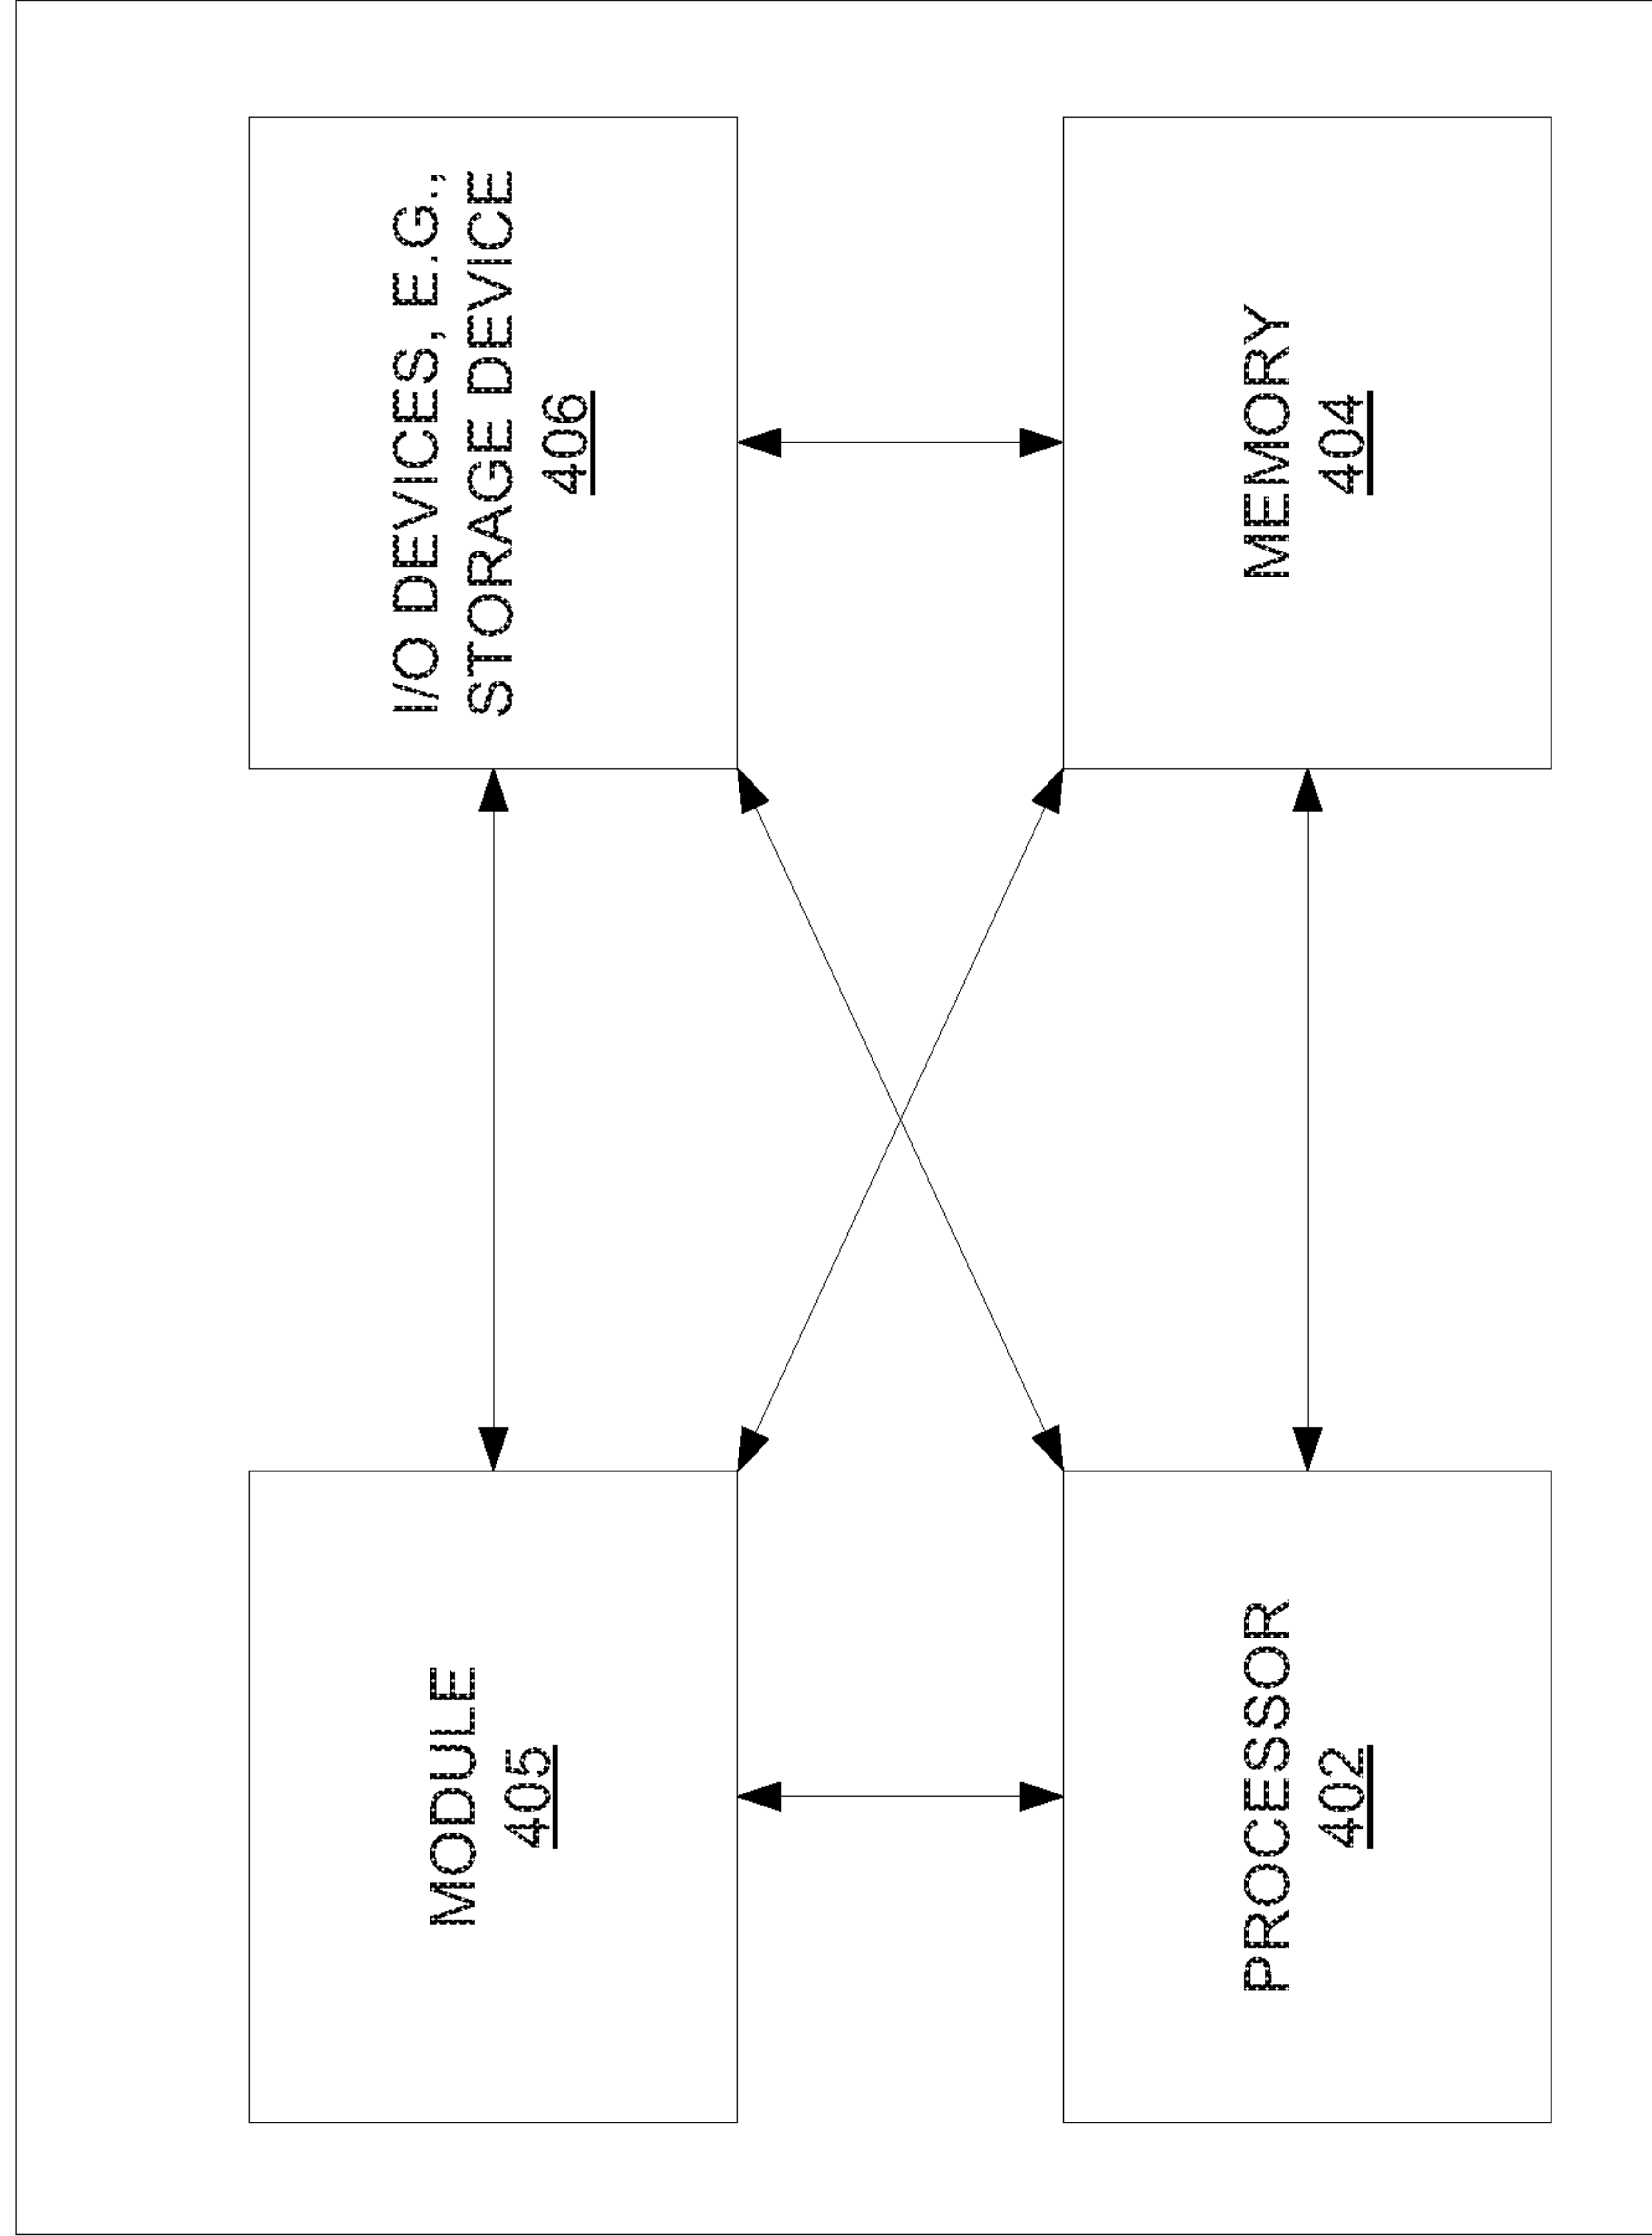 MODULE
405
I/O DEVICES, E.G.,
STORAGE DEVICE
406
PROCESSOR
402
MEMORY
404